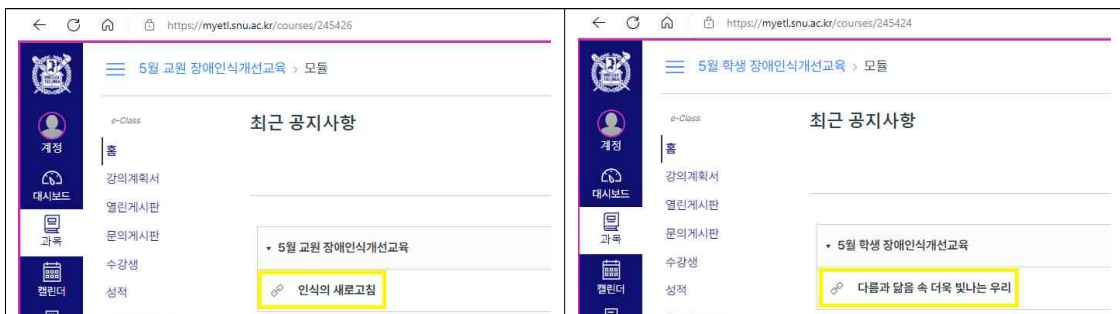 https://myetl.snu.ac.kr/courses/245426
5월 교원 장애인식개선교육 > 모듈
계정
대시보드
과목
캘린더
e-Class
홈
강의계획서
열린게시판
문의게시판
수강생
성적
최근 공지사항
5월 교원 장애인식개선교육
인식의 새로고침
https://myetl.snu.ac.kr/courses/245424
5월 학생 장애인식개선교육 > 모듈
계정
대시보드
과목
캘린더
e-Class
홈
강의계획서
열린게시판
문의게시판
수강생
성적
최근 공지사항
5월 학생 장애인식개선교육
다름과 닮음 속 더욱 빛나는 우리